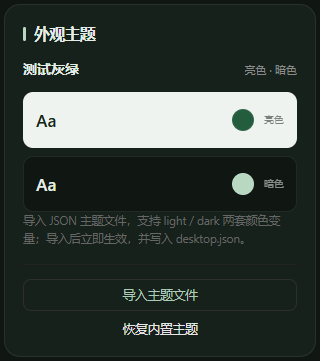 外观主题
测试灰绿
亮色 · 暗色
Aa
亮色
Aa
暗色
导入 JSON 主题文件，支持 light / dark 两套颜色变
量；导入后立即生效，并写入 desktop.json。
导入主题文件
恢复内置主题